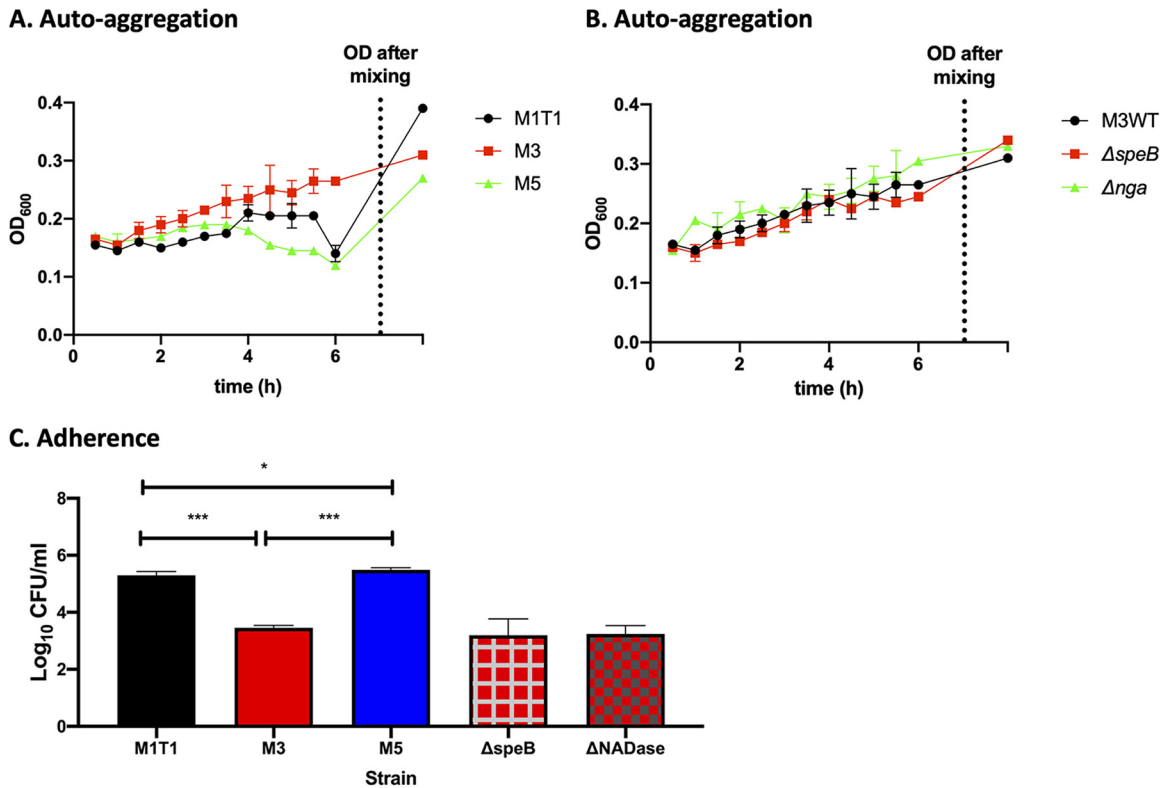 A. Auto-aggregation
OD after
mixing
0.4
0.3
0.2
0.1
0.0
OD600
0 2 4 6
time (h)
M1T1
M3
M5
B. Auto-aggregation
OD after
mixing
0.4
0.3
0.2
0.1
0.0
OD600
0 2 4 6
time (h)
M3WT
ΔspeB
Δnga
C. Adherence
*
*** ***
8
6
4
2
0
Log10 CFU/ml
M1T1 M3 M5 ΔspeB ΔNADase
Strain